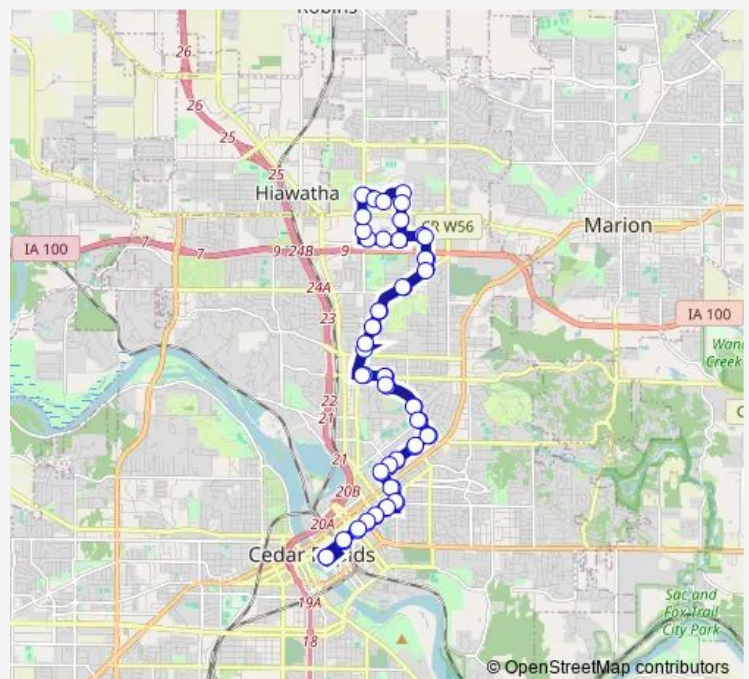 Robins
26
26
25
25
Hiawatha
CR W56
Marion
IA 100
7
7
9
24B
9
24A
23
IA 100
Creek
22
21
21
20B
20A
Cedar Rapids
19A
Sac and
Fox Trail
City Park
18
© OpenStreetMap contributors